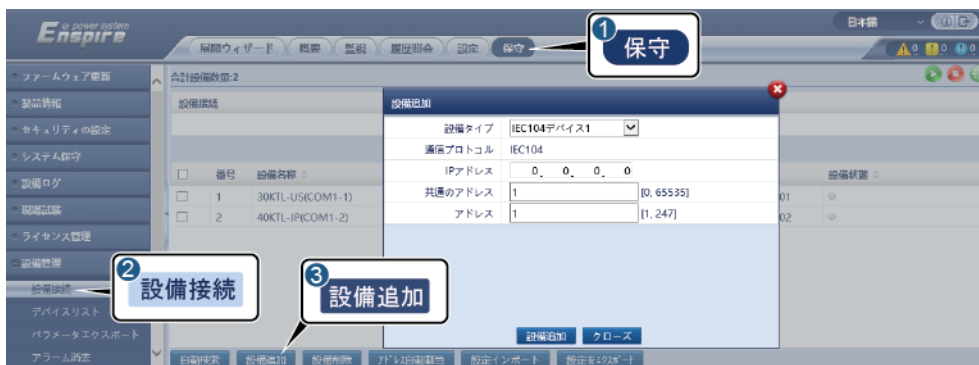 e power system
Enspire
日本語
展開ウィザード 概要 監視 履歴照会 設定 保守
1 保守
0 0 0
ファームウェア更新
製品情報
セキュリティの設定
システム保守
設備ログ
現場試験
ライセンス管理
設備管理
設備接続
デバイスリスト
パラメータエクスポート
アラーム消去
2 設備接続
合計設備数量:2
設備接続
番号 設備名称 設備状態
1 30KTL-US(COM1-1) 01
2 40KTL-JP(COM1-2) 02
設備追加
設備タイプ IEC104デバイス1
通信プロトコル IEC104
IPアドレス 0. 0. 0. 0
共通のアドレス 1 [0, 65535]
アドレス 1 [1, 247]
設備追加 クローズ
3 設備追加
自動検索 設備追加 設備削除 アドレス自動割当 設定インポート 設定をエクスポート